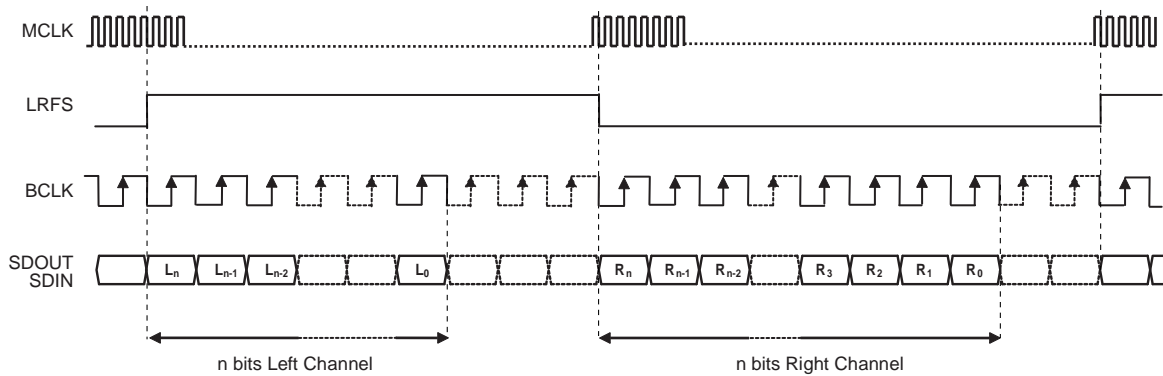 MCLK
LRFS
BCLK
SDOUT
SDIN
Ln Ln-1 Ln-2 L0 Rn Rn-1 Rn-2 R3 R2 R1 R0
n bits Left Channel n bits Right Channel